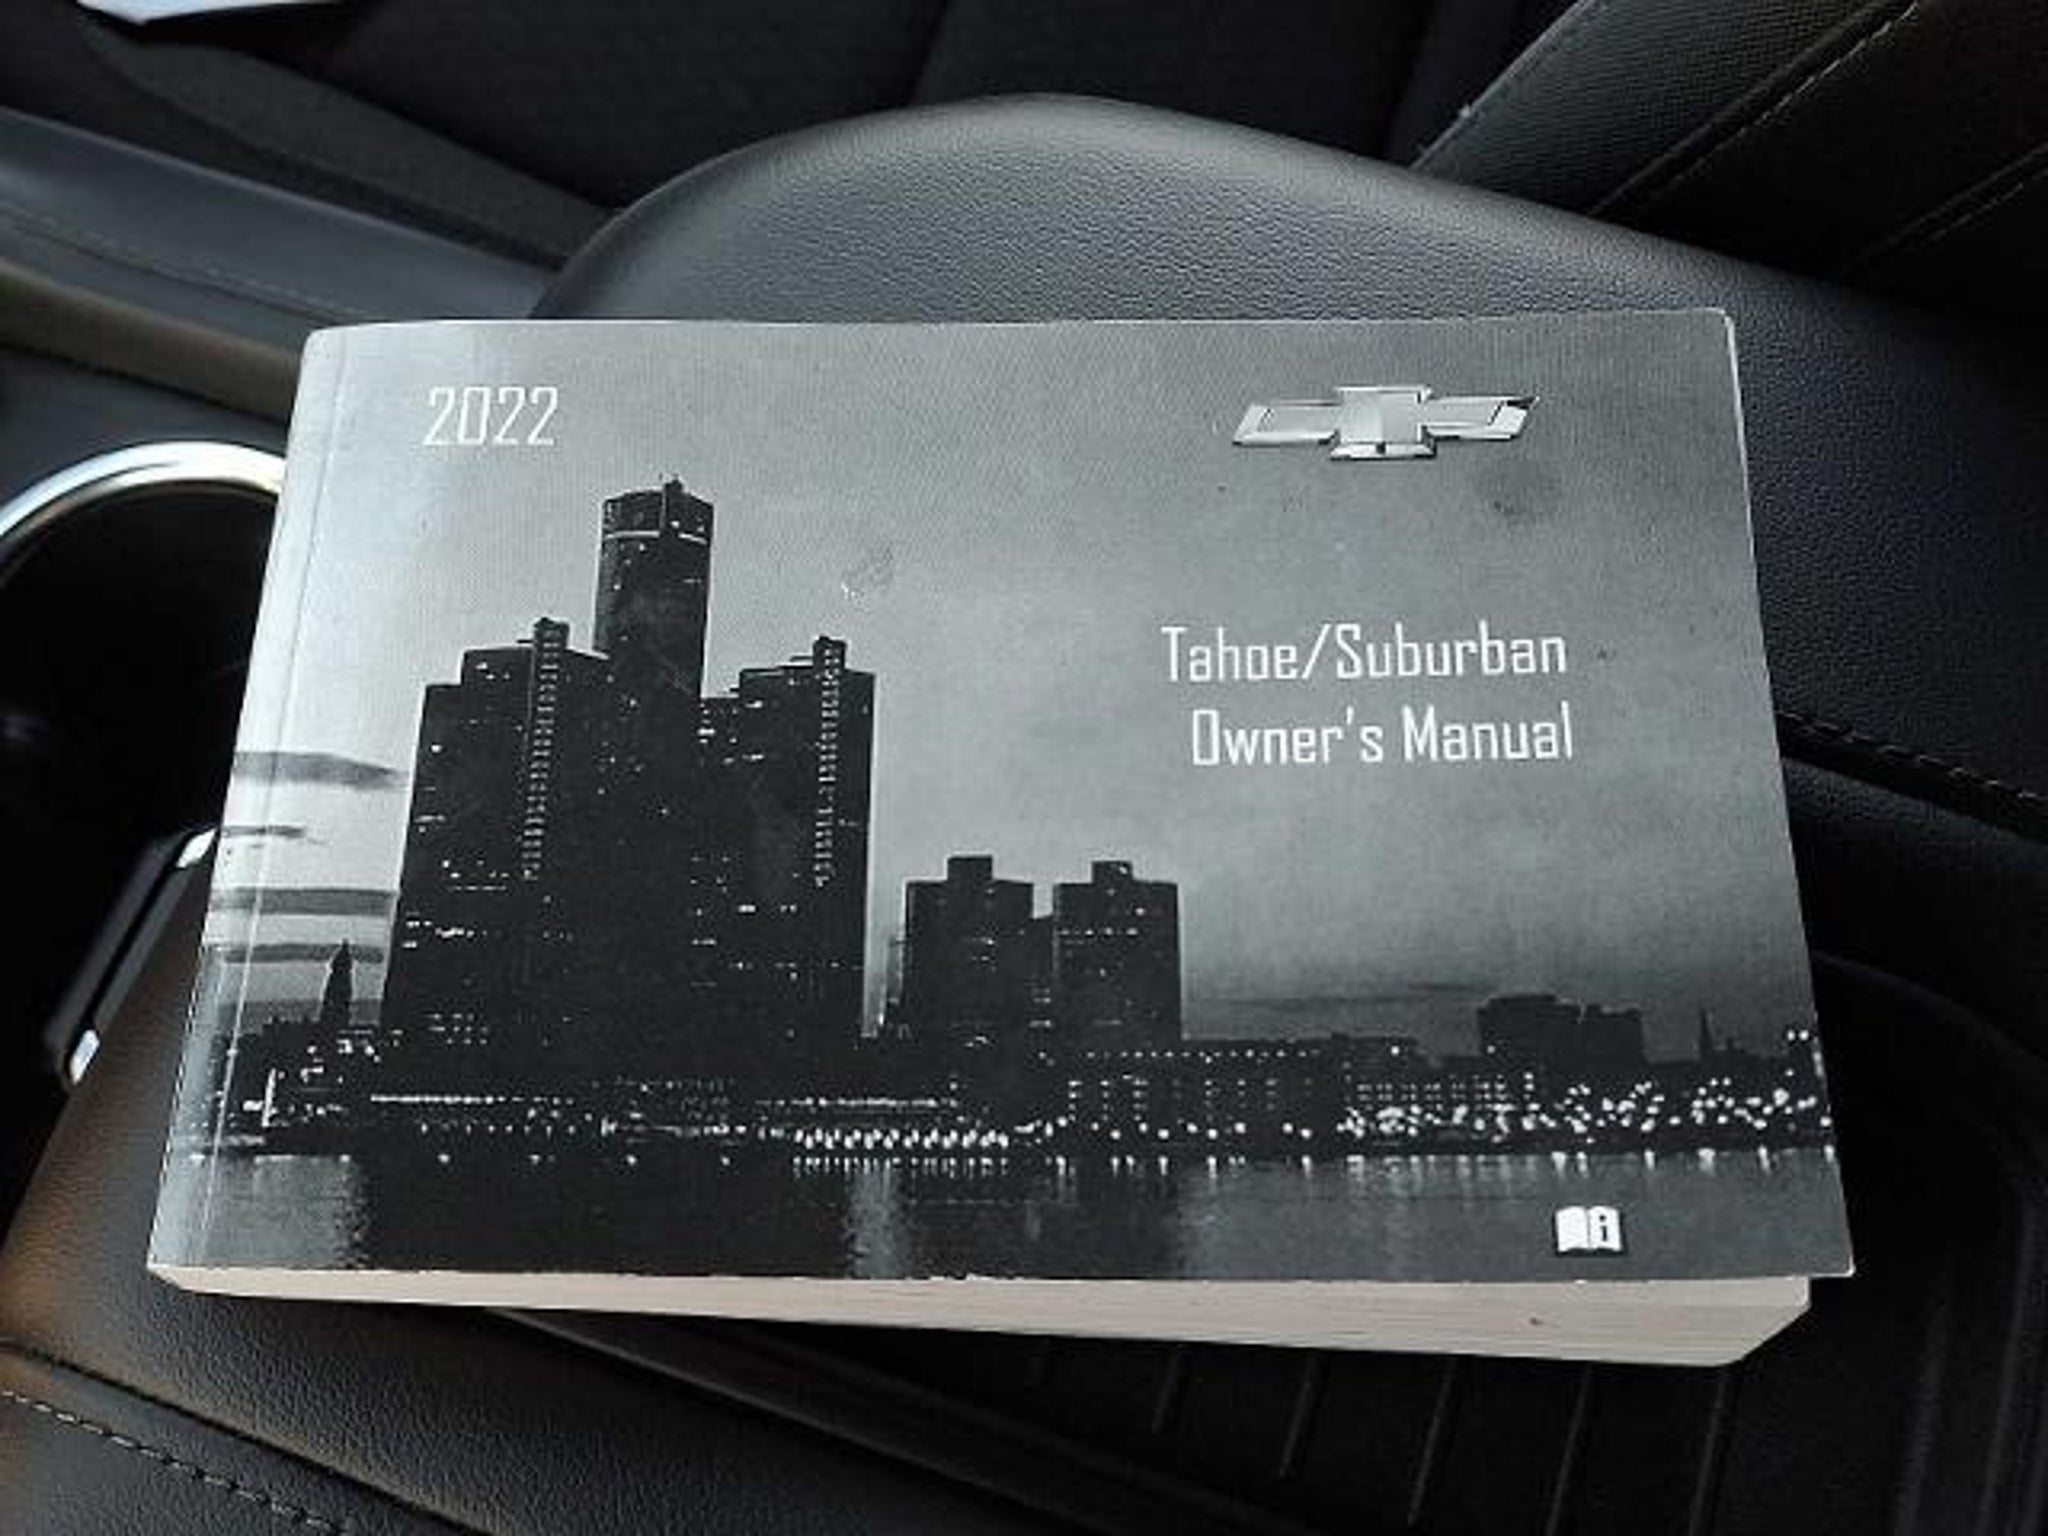 2022
Tahoe/Suburban
Owner's Manual
i